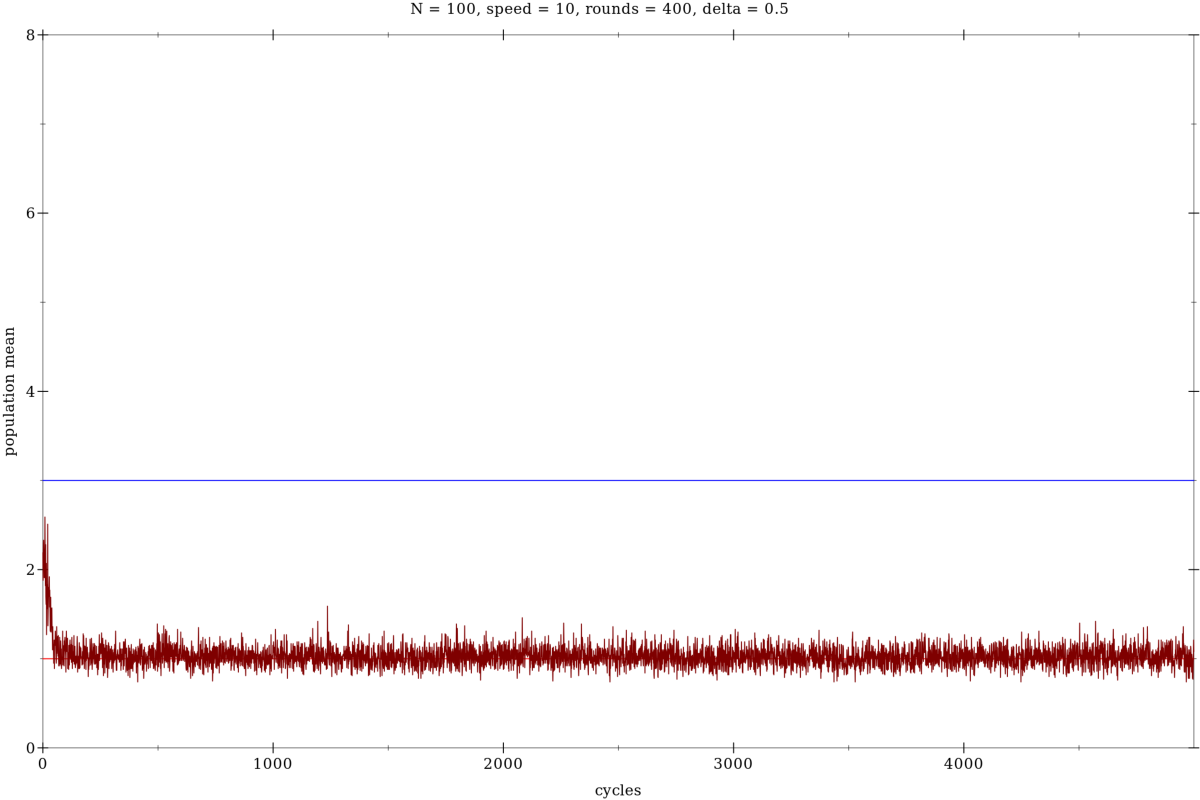 N = 100, speed = 10, rounds = 400, delta = 0.5
8
6
4
2
0
population mean
0 1000 2000 3000 4000
cycles